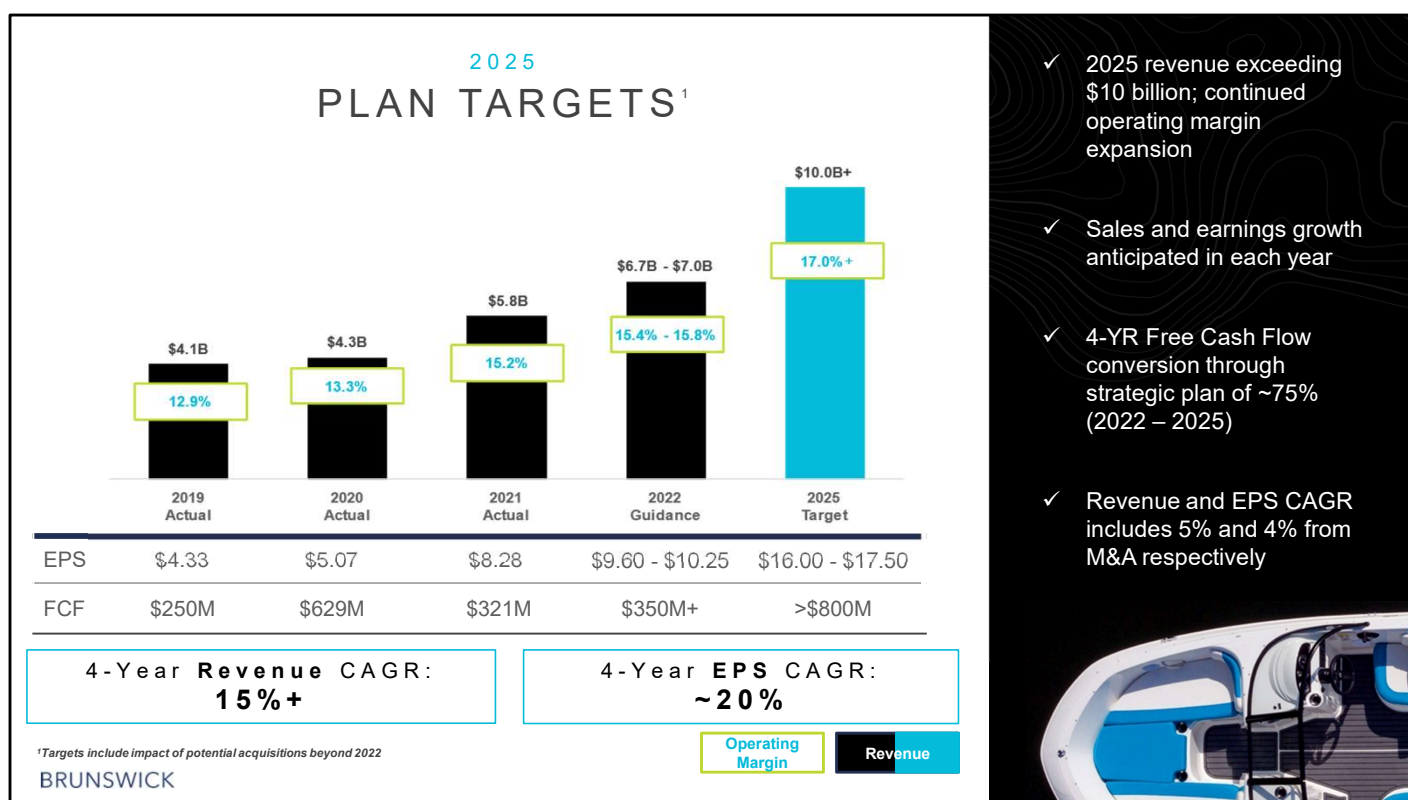 2025
PLAN TARGETS¹
$4.1B
$4.3B
$5.8B
$6.7B - $7.0B
$10.0B+
12.9%
13.3%
15.2%
15.4% - 15.8%
17.0%+
2019
Actual
2020
Actual
2021
Actual
2022
Guidance
2025
Target
EPS $4.33 $5.07 $8.28 $9.60 - $10.25 $16.00 - $17.50
FCF $250M $629M $321M $350M+ >$800M
4-Year Revenue CAGR:
15%+
4-Year EPS CAGR:
~20%
¹Targets include impact of potential acquisitions beyond 2022
Operating
Margin
Revenue
BRUNSWICK
✓ 2025 revenue exceeding
$10 billion; continued
operating margin
expansion
✓ Sales and earnings growth
anticipated in each year
✓ 4-YR Free Cash Flow
conversion through
strategic plan of ~75%
(2022 – 2025)
✓ Revenue and EPS CAGR
includes 5% and 4% from
M&A respectively